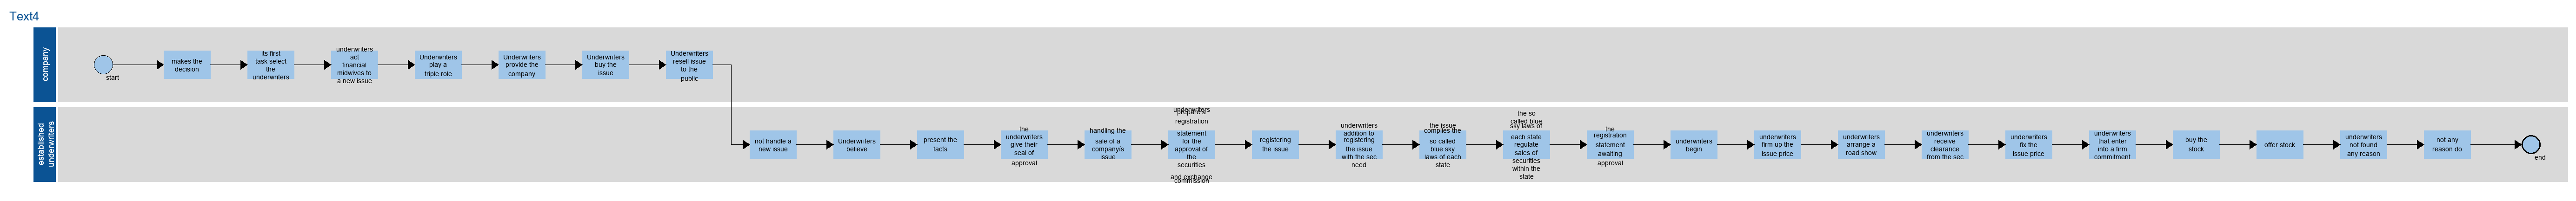 Text4
company
start
makes the
decision
its first
task select
the
underwriters
underwriters
act
financial
midwives to
a new issue
Underwriters
play a
triple role
Underwriters
provide the
company
Underwriters
buy the
issue
Underwriters
resell issue
to the
public
established
underwriters
not handle a
new issue
Underwriters
believe
present the
facts
the
underwriters
give their
seal of
approval
handling the
sale of a
companyis
issue
underwriters
prepare a
registration
statement
for the
approval of
the
securities
and exchange
commission
registering
the issue
underwriters
addition to
registering
the issue
with the sec
need
the issue
complies the
so called
blue sky
laws of each
state
the so
called blue
sky laws of
each state
regulate
sales of
securities
within the
state
the
registration
statement
awaiting
approval
underwriters
begin
underwriters
firm up the
issue price
underwriters
arrange a
road show
underwriters
receive
clearance
from the sec
underwriters
fix the
issue price
underwriters
that enter
into a firm
commitment
buy the
stock
offer stock
underwriters
not found
any reason
not any
reason do
end